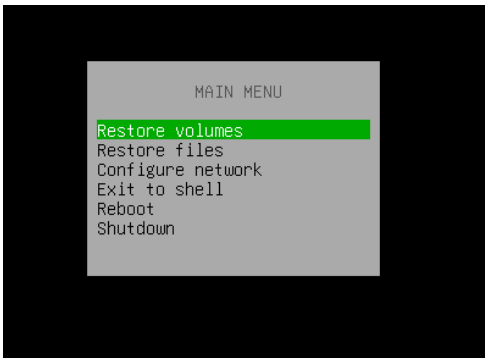 MAIN MENU
Restore volumes
Restore files
Configure network
Exit to shell
Reboot
Shutdown